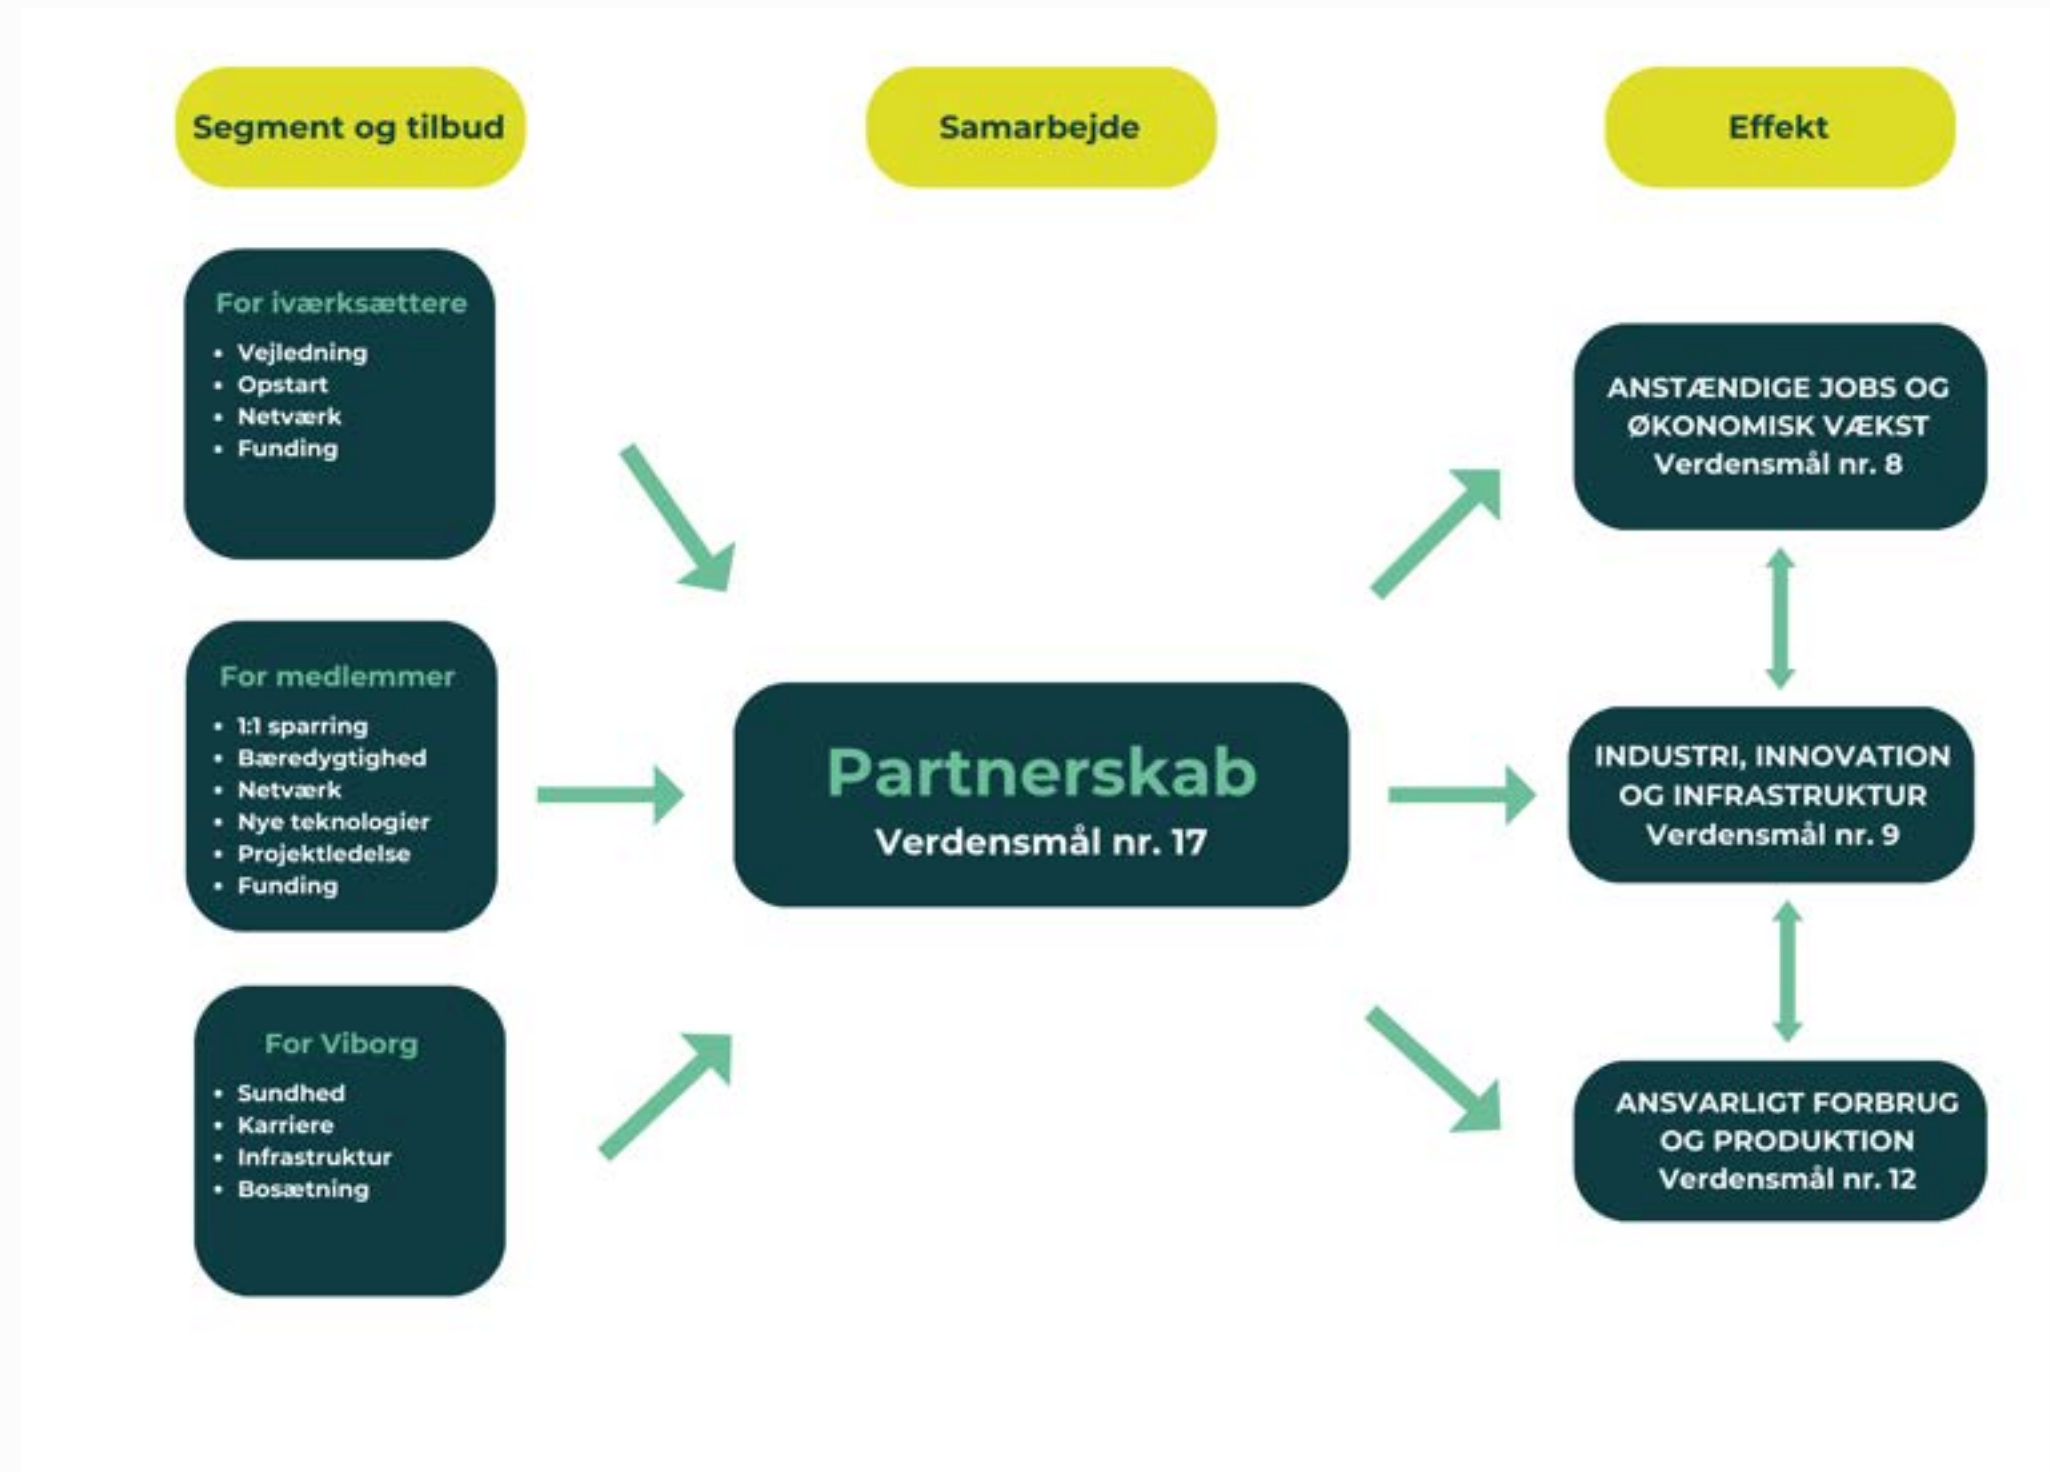 Segment og tilbud
Samarbejde
Effekt
For iværksættere
• Vejledning
• Opstart
• Netværk
• Funding
For medlemmer
• 1:1 sparring
• Bæredygtighed
• Netværk
• Nye teknologier
• Projektledelse
• Funding
For Viborg
• Sundhed
• Karriere
• Infrastruktur
• Bosætning
Partnerskab
Verdensmål nr. 17
ANSTÆNDIGE JOBS OG
ØKONOMISK VÆKST
Verdensmål nr. 8
INDUSTRI, INNOVATION
OG INFRASTRUKTUR
Verdensmål nr. 9
ANSVARLIGT FORBRUG
OG PRODUKTION
Verdensmål nr. 12